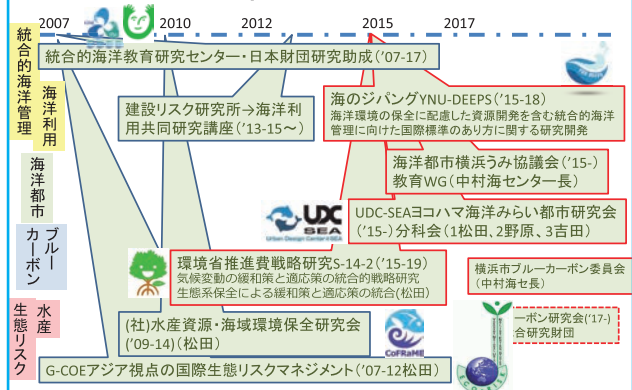 2007 2010 2012 2015 2017
統合的海洋管理
海洋利用
海洋都市
ブルーカーボン
水産
生態リスク
統合的海洋教育研究センター・日本財団研究助成('07-17)
建設リスク研究所→海洋利
用共同研究講座('13-15～)
海のジパングYNU-DEEPS('15-18)
海洋環境の保全に配慮した資源開発を含む統合的海洋
管理に向けた国際標準のあり方に関する研究開発
海洋都市横浜うみ協議会('15-)
教育WG(中村海センター長)
UDC-SEAヨコハマ海洋みらい都市研究会
('15-)分科会(1松田、2野原、3吉田)
UDC
SEA
Urban Design Center
環境省推進費戦略研究S-14-2('15-19)
気候変動の緩和策と適応策の統合的戦略研究
生態系保全による緩和策と適応策の統合(松田)
横浜市ブルーカーボン委員会
(中村海セ長)
ーボン研究会('17-)
合研究財団
(社)水産資源・海域環境保全研究会
('09-14)(松田)
CoFRaME
G-COEアジア視点の国際生態リスクマネジメント('07-12松田)